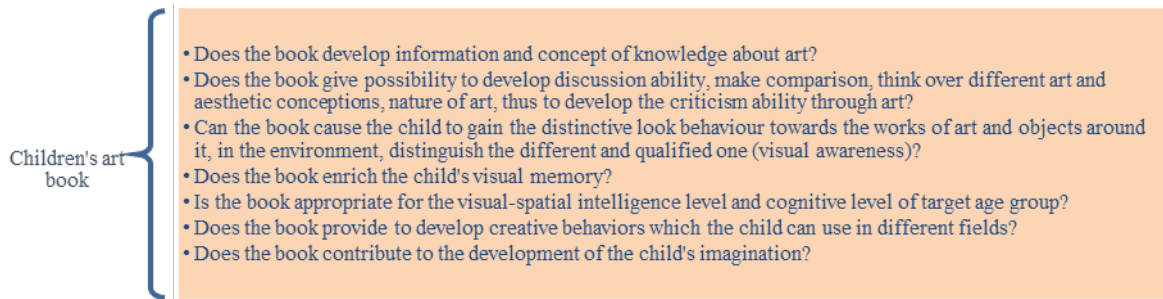 Children's art
book
• Does the book develop information and concept of knowledge about art?
• Does the book give possibility to develop discussion ability, make comparison, think over different art and
aesthetic conceptions, nature of art, thus to develop the criticism ability through art?
• Can the book cause the child to gain the distinctive look behaviour towards the works of art and objects around
it, in the environment, distinguish the different and qualified one (visual awareness)?
• Does the book enrich the child's visual memory?
• Is the book appropriate for the visual-spatial intelligence level and cognitive level of target age group?
• Does the book provide to develop creative behaviors which the child can use in different fields?
• Does the book contribute to the development of the child's imagination?